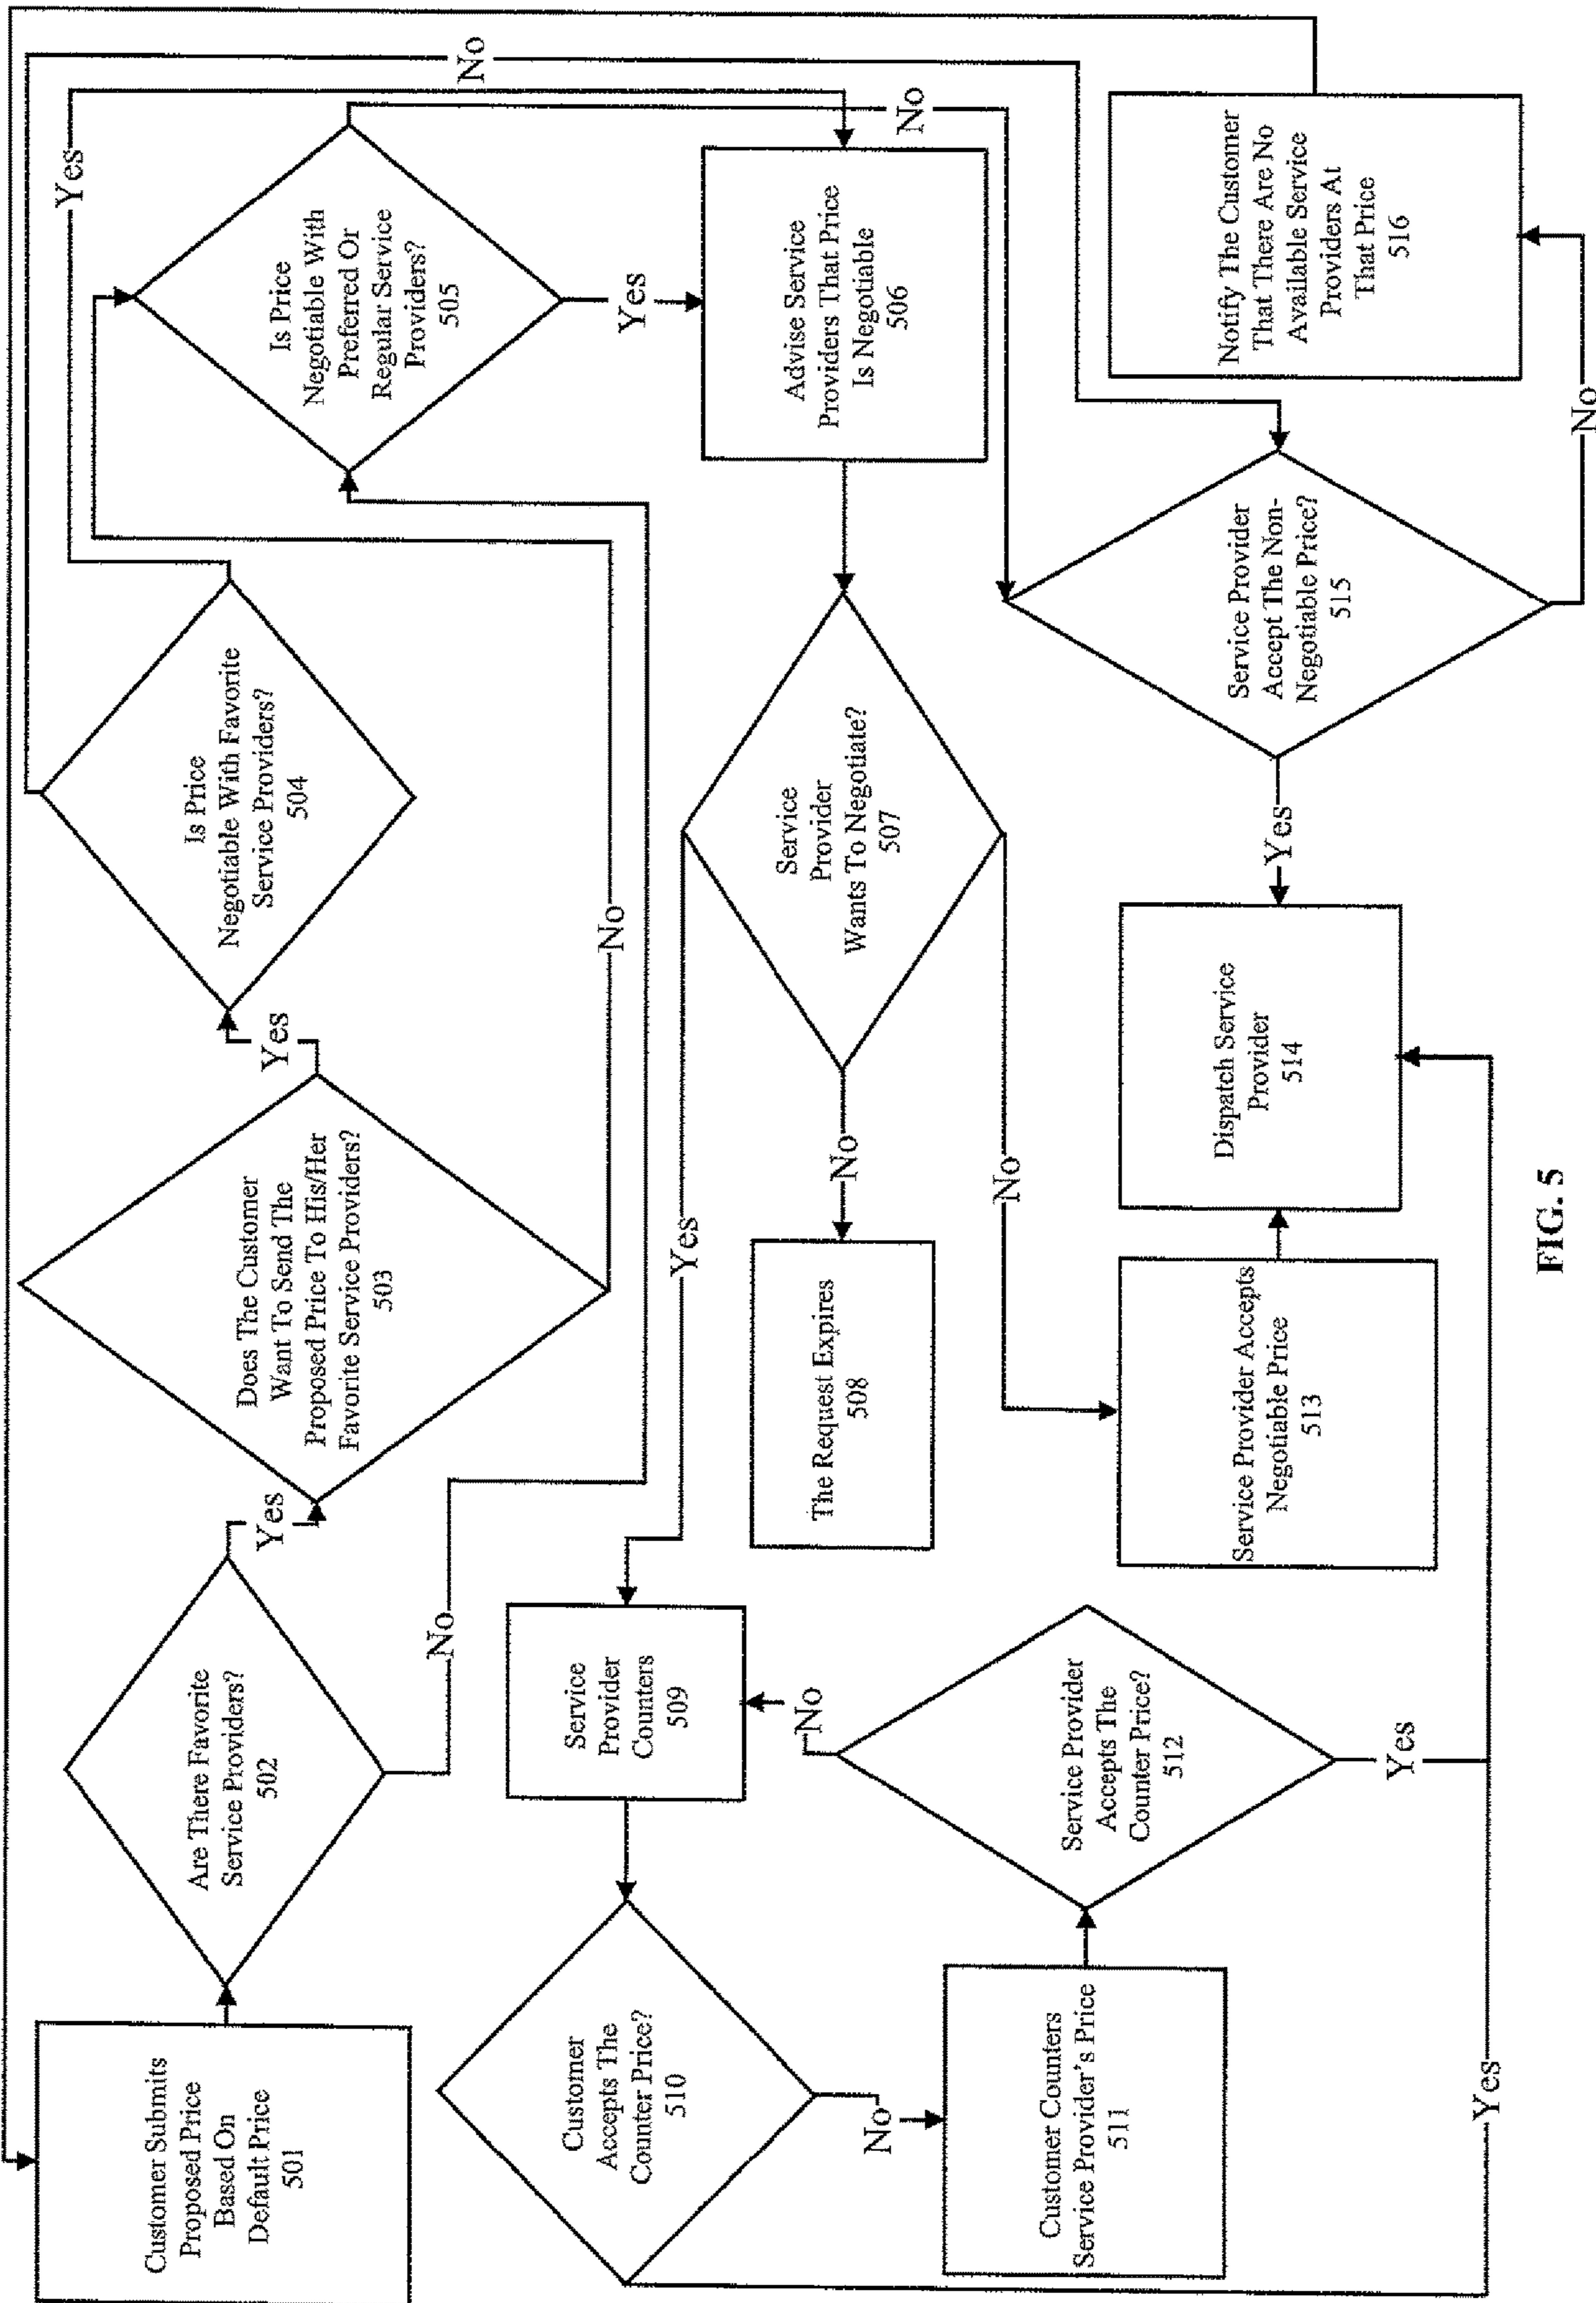 Customer Submits
Proposed Price
Based On
Default Price
501
Are There Favorite
Service Providers?
502
Yes
No
Does The Customer
Want To Send The
Proposed Price To His/Her
Favorite Service Providers?
503
Yes
No
Is Price
Negotiable With Favorite
Service Providers?
504
Yes
No
Is Price
Negotiable With
Preferred Or
Regular Service
Providers?
505
Yes
No
Advise Service
Providers That Price
Is Negotiable
506
Service
Provider
Wants To Negotiate?
507
Yes
No
No
The Request Expires
508
Service
Provider
Counters
509
Customer
Accepts The
Counter Price?
510
No
Yes
Customer Counters
Service Provider's Price
511
Service Provider
Accepts The
Counter Price?
512
No
Yes
Service Provider Accepts
Negotiable Price
513
Dispatch Service
Provider
514
Yes
Service Provider
Accept The Non-
Negotiable Price?
515
No
Notify The Customer
That There Are No
Available Service
Providers At
That Price
516
FIG. 5